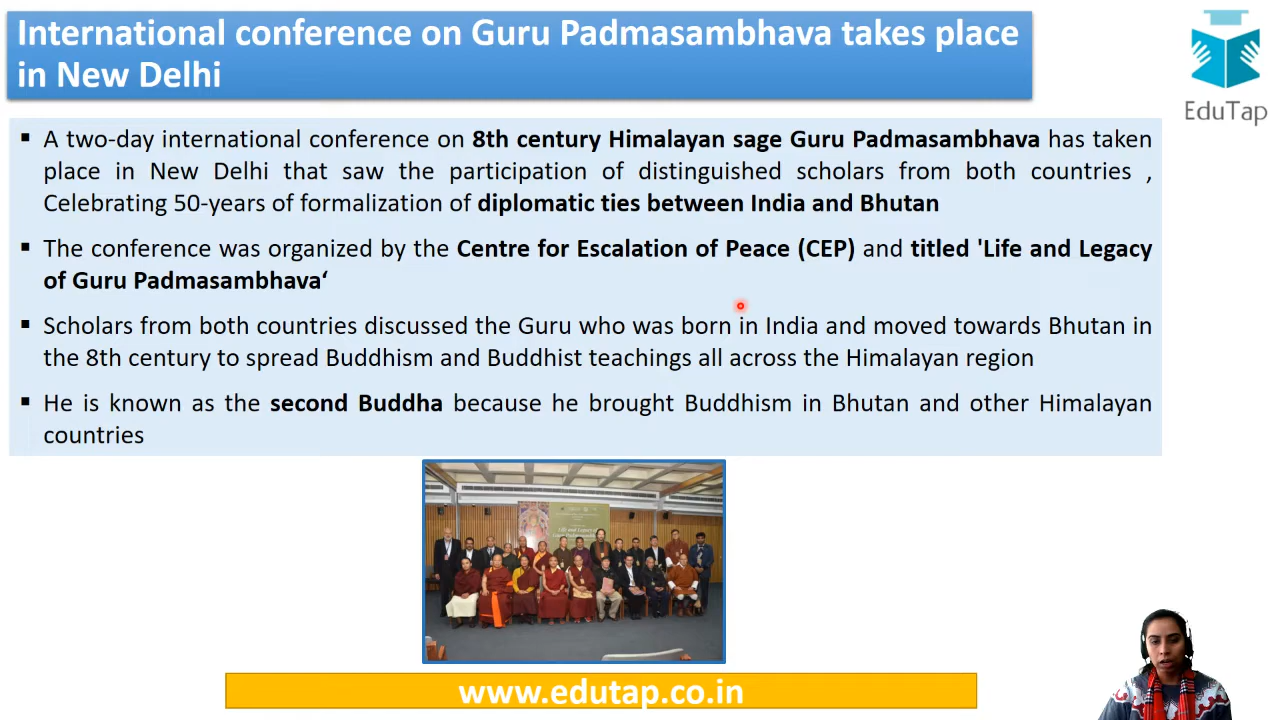 International conference on Guru Padmasambhava takes place
in New Delhi
EduTap
▪ A two-day international conference on 8th century Himalayan sage Guru Padmasambhava has taken
place in New Delhi that saw the participation of distinguished scholars from both countries ,
Celebrating 50-years of formalization of diplomatic ties between India and Bhutan
▪ The conference was organized by the Centre for Escalation of Peace (CEP) and titled 'Life and Legacy
of Guru Padmasambhava‘
▪ Scholars from both countries discussed the Guru who was born in India and moved towards Bhutan in
the 8th century to spread Buddhism and Buddhist teachings all across the Himalayan region
▪ He is known as the second Buddha because he brought Buddhism in Bhutan and other Himalayan
countries
Life and Legacy of
Guru Padmasambhava
www.edutap.co.in